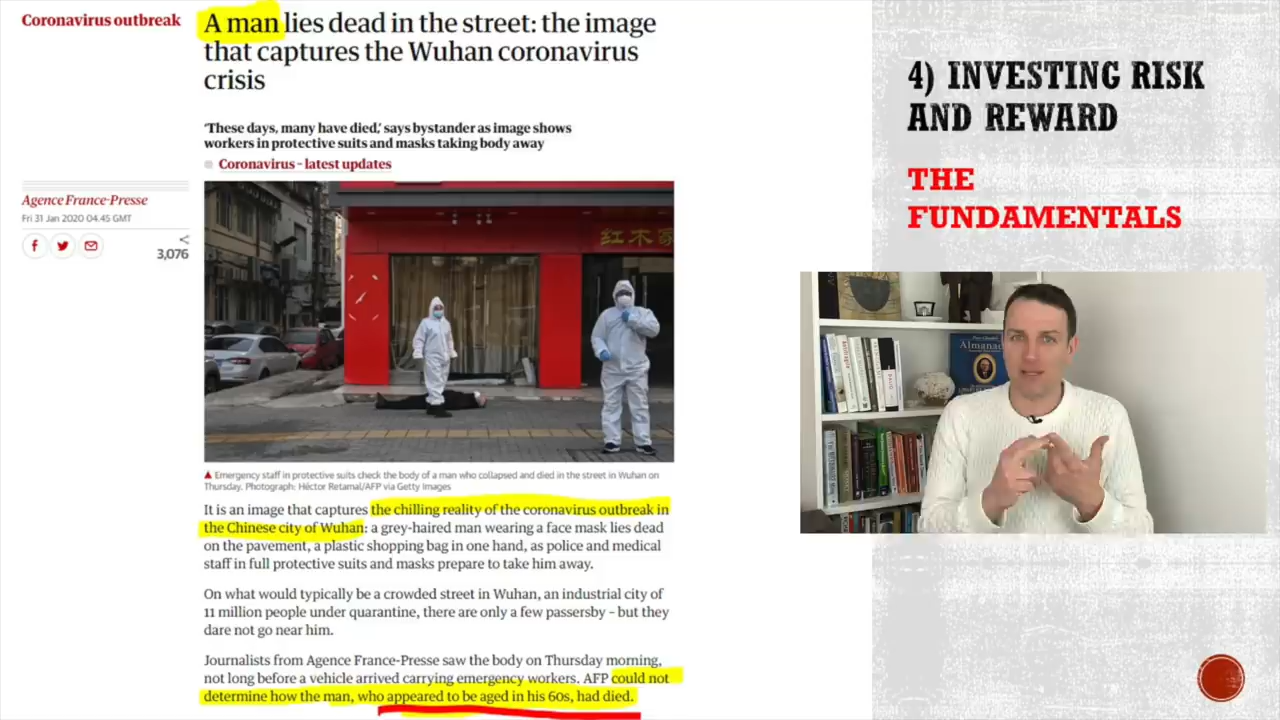 Coronavirus outbreak
A man lies dead in the street: the image
that captures the Wuhan coronavirus
crisis
‘These days, many have died,’ says bystander as image shows
workers in protective suits and masks taking body away
Coronavirus – latest updates
Agence France-Presse
Fri 31 Jan 2020 04.45 GMT
3,076
红木家
Emergency staff in protective suits check the body of a man who collapsed and died in the street in Wuhan on
Thursday. Photograph: Héctor Retamal/AFP via Getty Images
It is an image that captures the chilling reality of the coronavirus outbreak in
the Chinese city of Wuhan: a grey-haired man wearing a face mask lies dead
on the pavement, a plastic shopping bag in one hand, as police and medical
staff in full protective suits and masks prepare to take him away.
On what would typically be a crowded street in Wuhan, an industrial city of
11 million people under quarantine, there are only a few passersby – but they
dare not go near him.
Journalists from Agence France-Presse saw the body on Thursday morning,
not long before a vehicle arrived carrying emergency workers. AFP could not
determine how the man, who appeared to be aged in his 60s, had died.
4) INVESTING RISK
AND REWARD
THE
FUNDAMENTALS
Almanac